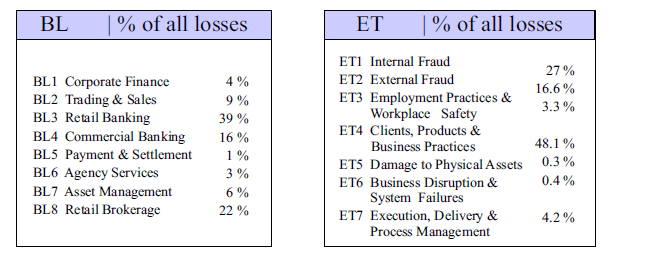 BL | % of all losses
BL1 Corporate Finance 4 %
BL2 Trading & Sales 9 %
BL3 Retail Banking 39 %
BL4 Commercial Banking 16 %
BL5 Payment & Settlement 1 %
BL6 Agency Services 3 %
BL7 Asset Management 6 %
BL8 Retail Brokerage 22 %
ET | % of all losses
ET1 Internal Fraud 27 %
ET2 External Fraud 16.6 %
ET3 Employment Practices & 3.3 %
Workplace Safety
ET4 Clients, Products &
Business Practices 48.1 %
ET5 Damage to Physical Assets 0.3 %
ET6 Business Disruption & 0.4 %
System Failures
ET7 Execution, Delivery & 4.2 %
Process Management